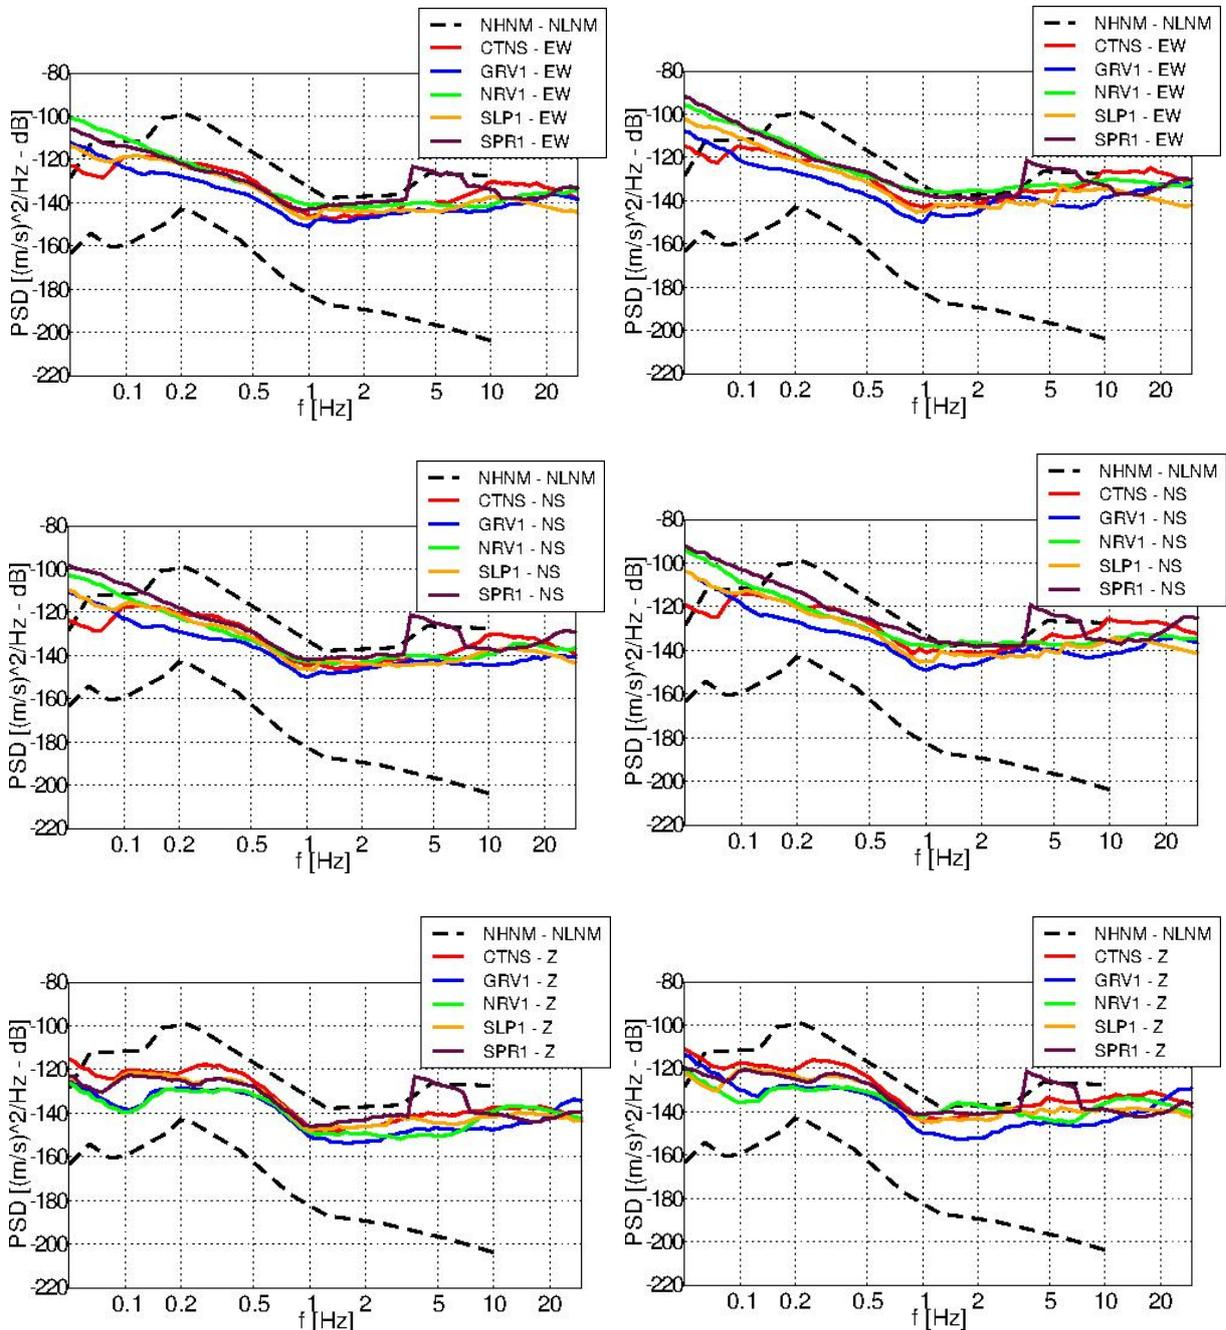 NHNM - NLNM
CTNS - EW
GRV1 - EW
NRV1 - EW
SLP1 - EW
SPR1 - EW
-80
-100
-120
-140
-160
-180
-200
-220
PSD [(m/s)^2/Hz - dB]
0.1 0.2 0.5 1 2 5 10 20
f [Hz]
NHNM - NLNM
CTNS - EW
GRV1 - EW
NRV1 - EW
SLP1 - EW
SPR1 - EW
-80
-100
-120
-140
-160
-180
-200
-220
PSD [(m/s)^2/Hz - dB]
0.1 0.2 0.5 1 2 5 10 20
f [Hz]
NHNM - NLNM
CTNS - NS
GRV1 - NS
NRV1 - NS
SLP1 - NS
SPR1 - NS
-80
-100
-120
-140
-160
-180
-200
-220
PSD [(m/s)^2/Hz - dB]
0.1 0.2 0.5 1 2 5 10 20
f [Hz]
NHNM - NLNM
CTNS - NS
GRV1 - NS
NRV1 - NS
SLP1 - NS
SPR1 - NS
-80
-100
-120
-140
-160
-180
-200
-220
PSD [(m/s)^2/Hz - dB]
0.1 0.2 0.5 1 2 5 10 20
f [Hz]
NHNM - NLNM
CTNS - Z
GRV1 - Z
NRV1 - Z
SLP1 - Z
SPR1 - Z
-80
-100
-120
-140
-160
-180
-200
-220
PSD [(m/s)^2/Hz - dB]
0.1 0.2 0.5 1 2 5 10 20
f [Hz]
NHNM - NLNM
CTNS - Z
GRV1 - Z
NRV1 - Z
SLP1 - Z
SPR1 - Z
-80
-100
-120
-140
-160
-180
-200
-220
PSD [(m/s)^2/Hz - dB]
0.1 0.2 0.5 1 2 5 10 20
f [Hz]